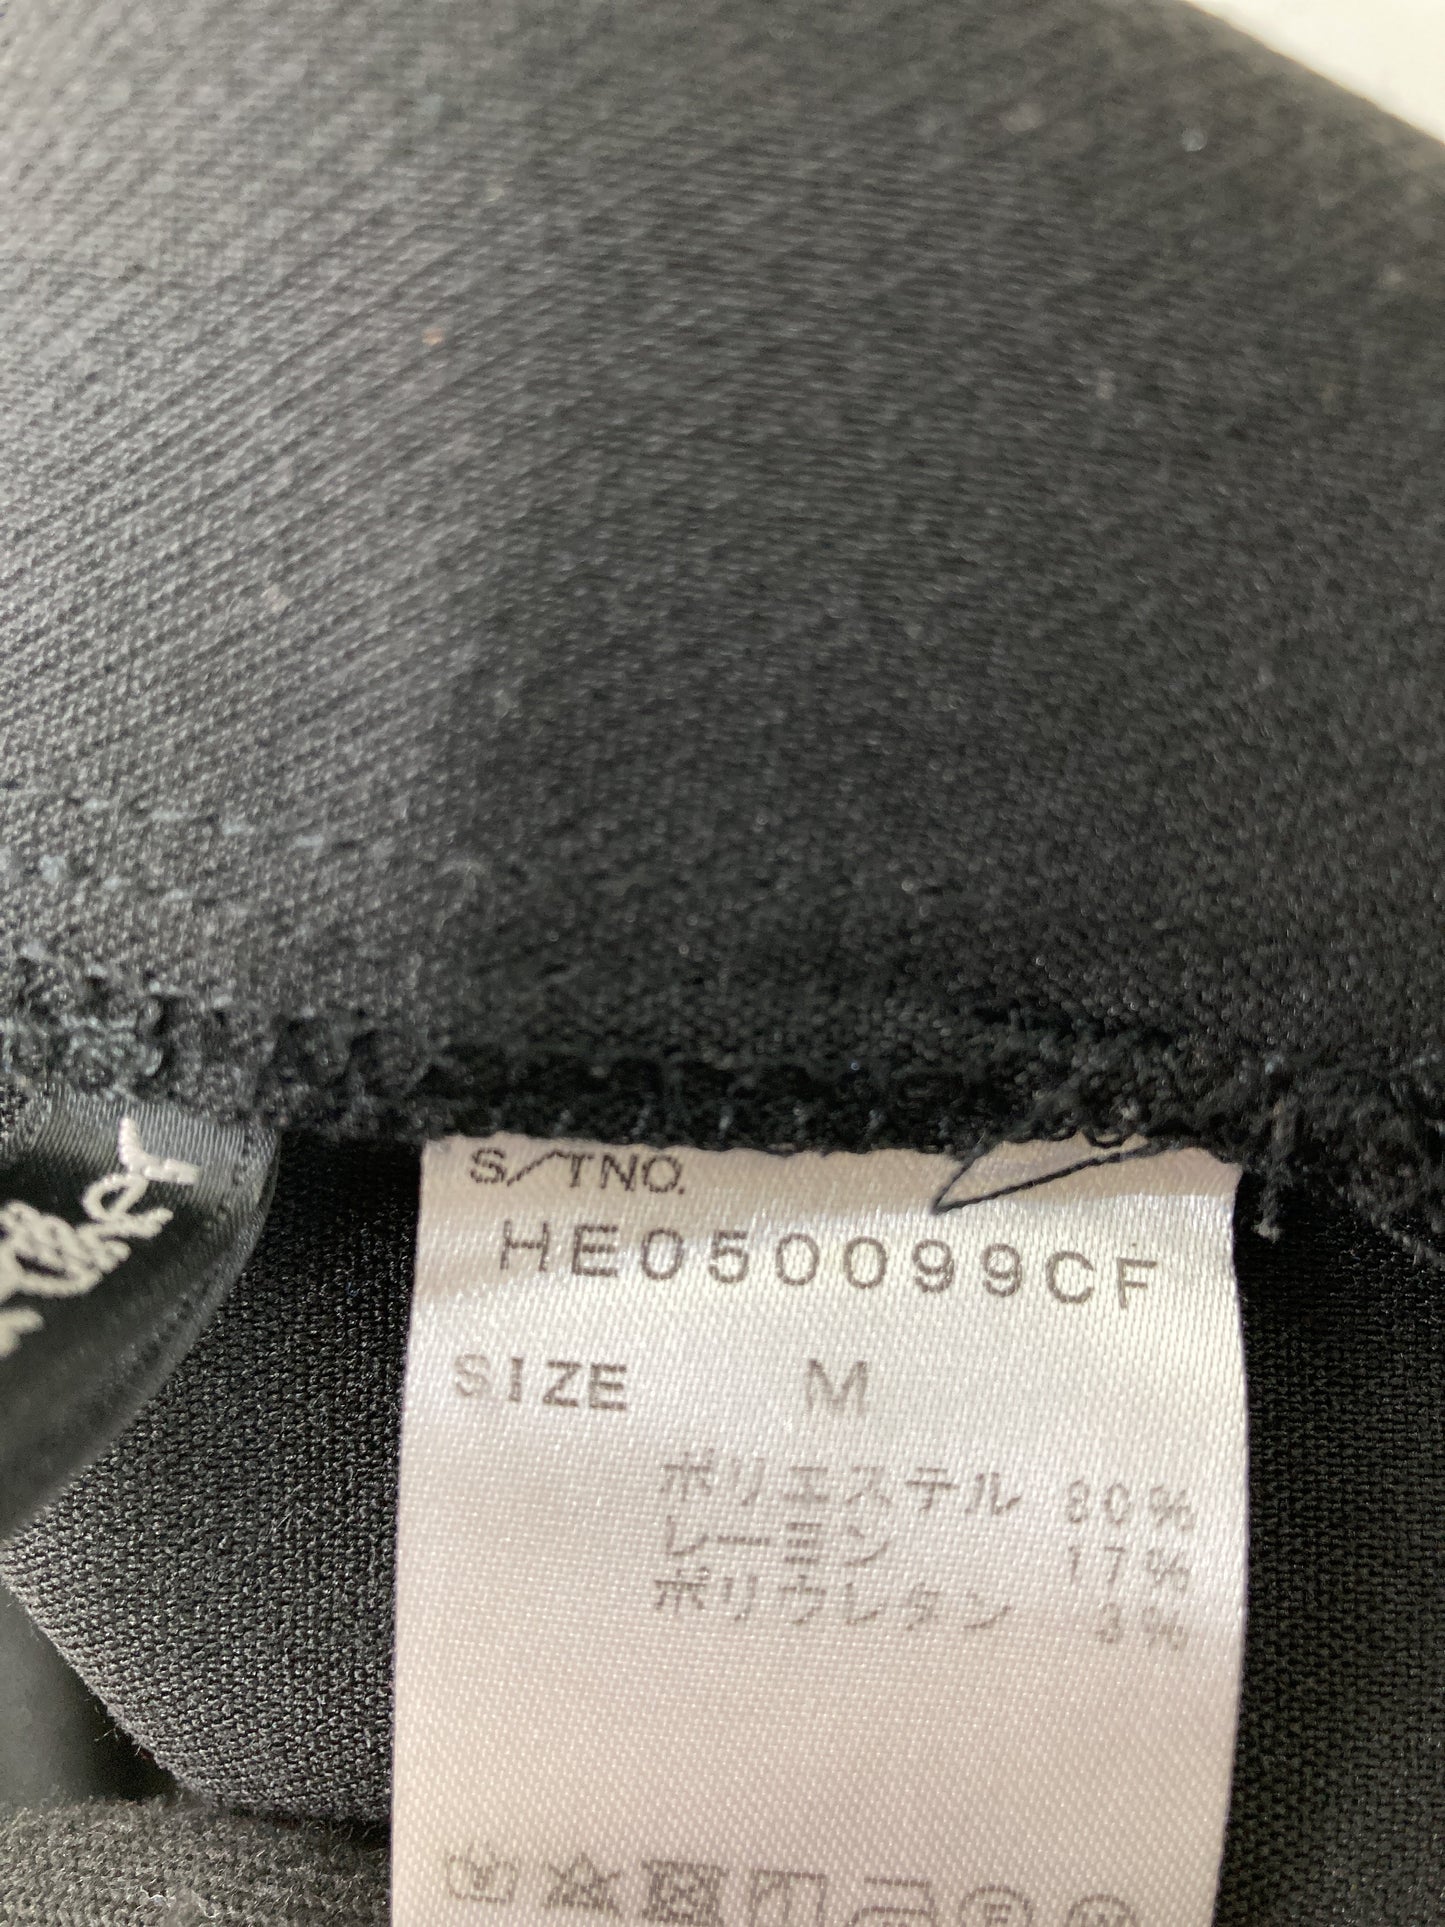 S/TNO.
HE050099CF
SIZE M
ポリエステル 80%
レーヨン 17%
ポリウレタン 3%